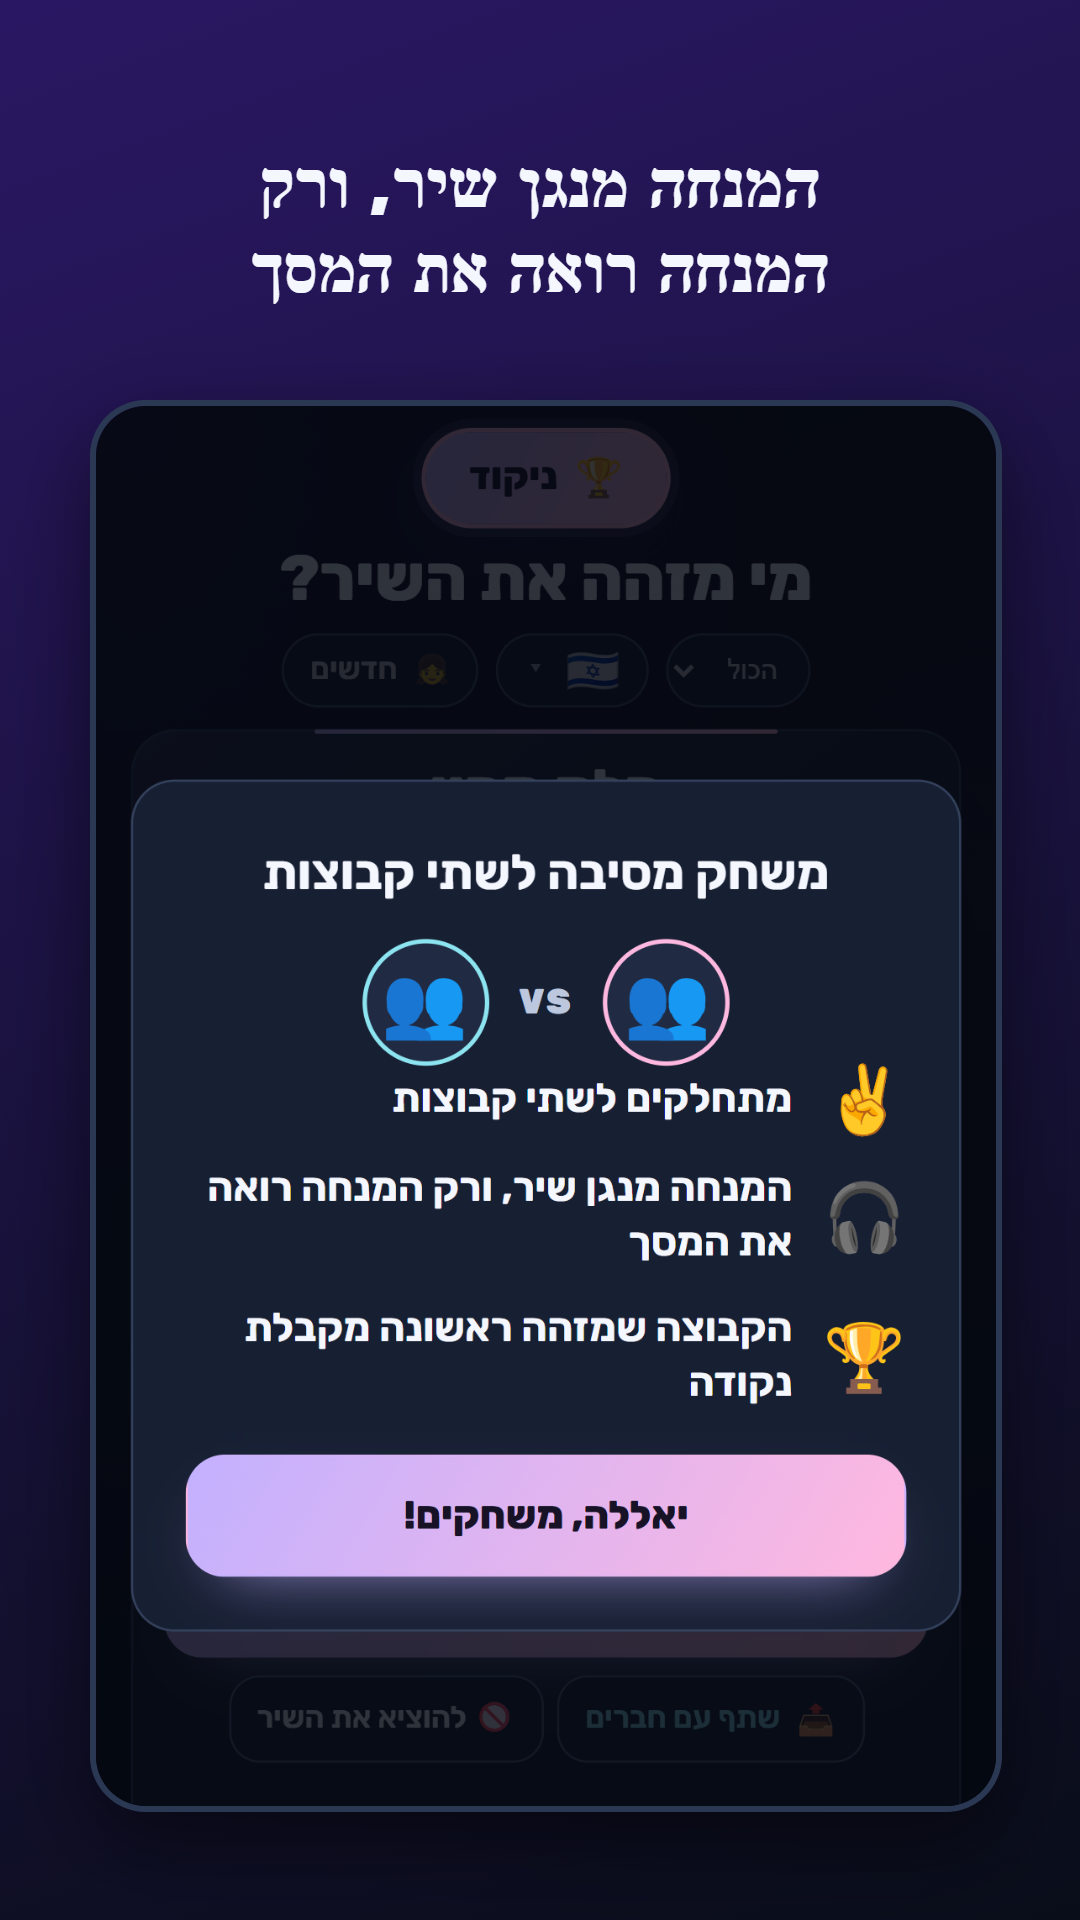 המנחה מנגן שיר, ורק
המנחה רואה את המסך
🏆 ניקוד
מי מזהה את השיר?
הכול
חדשים
משחק מסיבה לשתי קבוצות
vs
מתחלקים לשתי קבוצות
המנחה מנגן שיר, ורק המנחה רואה
את המסך
הקבוצה שמזהה ראשונה מקבלת
נקודה
יאללה, משחקים!
שתף עם חברים
להוציא את השיר